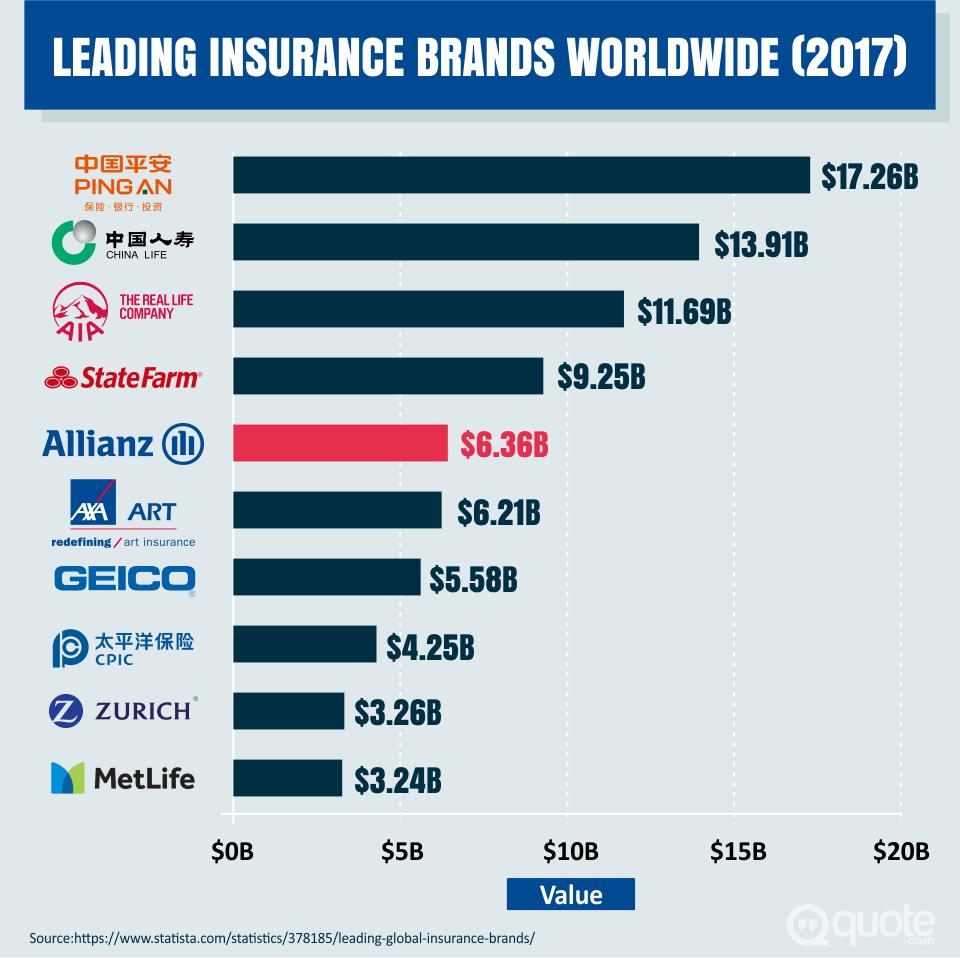 LEADING INSURANCE BRANDS WORLDWIDE (2017)
中国平安
PING AN
保险·银行·投资
$17.26B
中国人寿
CHINA LIFE
$13.91B
AIA
THE REAL LIFE
COMPANY
$11.69B
StateFarm®
$9.25B
Allianz
$6.36B
AXA ART
redefining / art insurance
$6.21B
GEICO®
$5.58B
太平洋保险
CPIC
$4.25B
Z ZURICH®
$3.26B
MetLife
$3.24B
$0B $5B $10B $15B $20B
Value
Source:https://www.statista.com/statistics/378185/leading-global-insurance-brands/
quote
.com